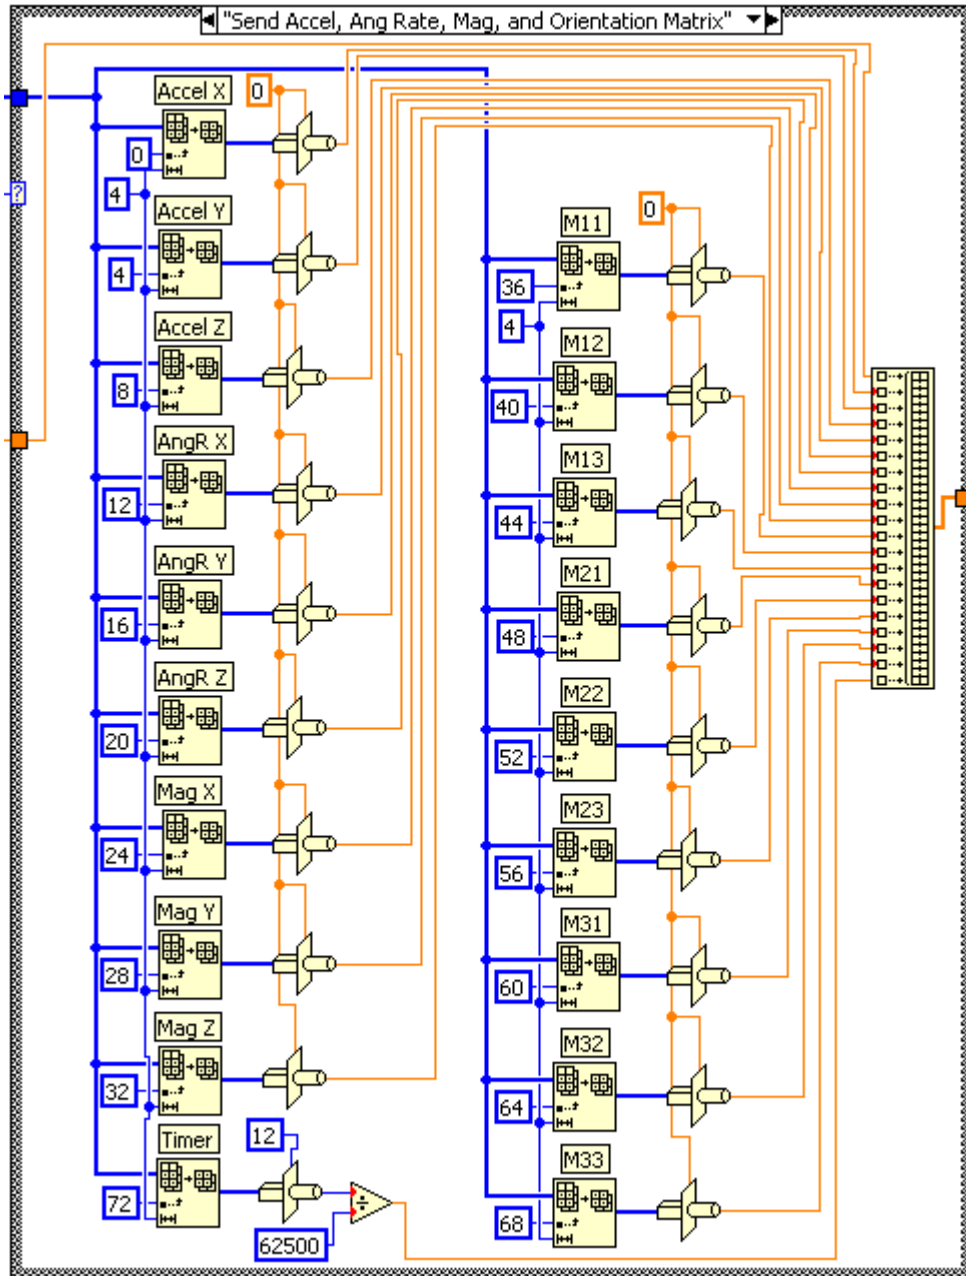 "Send Accel, Ang Rate, Mag, and Orientation Matrix"
Accel X
0
0
4
?
Accel Y
4
Accel Z
8
AngR X
12
AngR Y
16
AngR Z
20
Mag X
24
Mag Y
28
Mag Z
32
Timer
12
72
62500
÷
0
M11
36
4
M12
40
M13
44
M21
48
M22
52
M23
56
M31
60
M32
64
M33
68